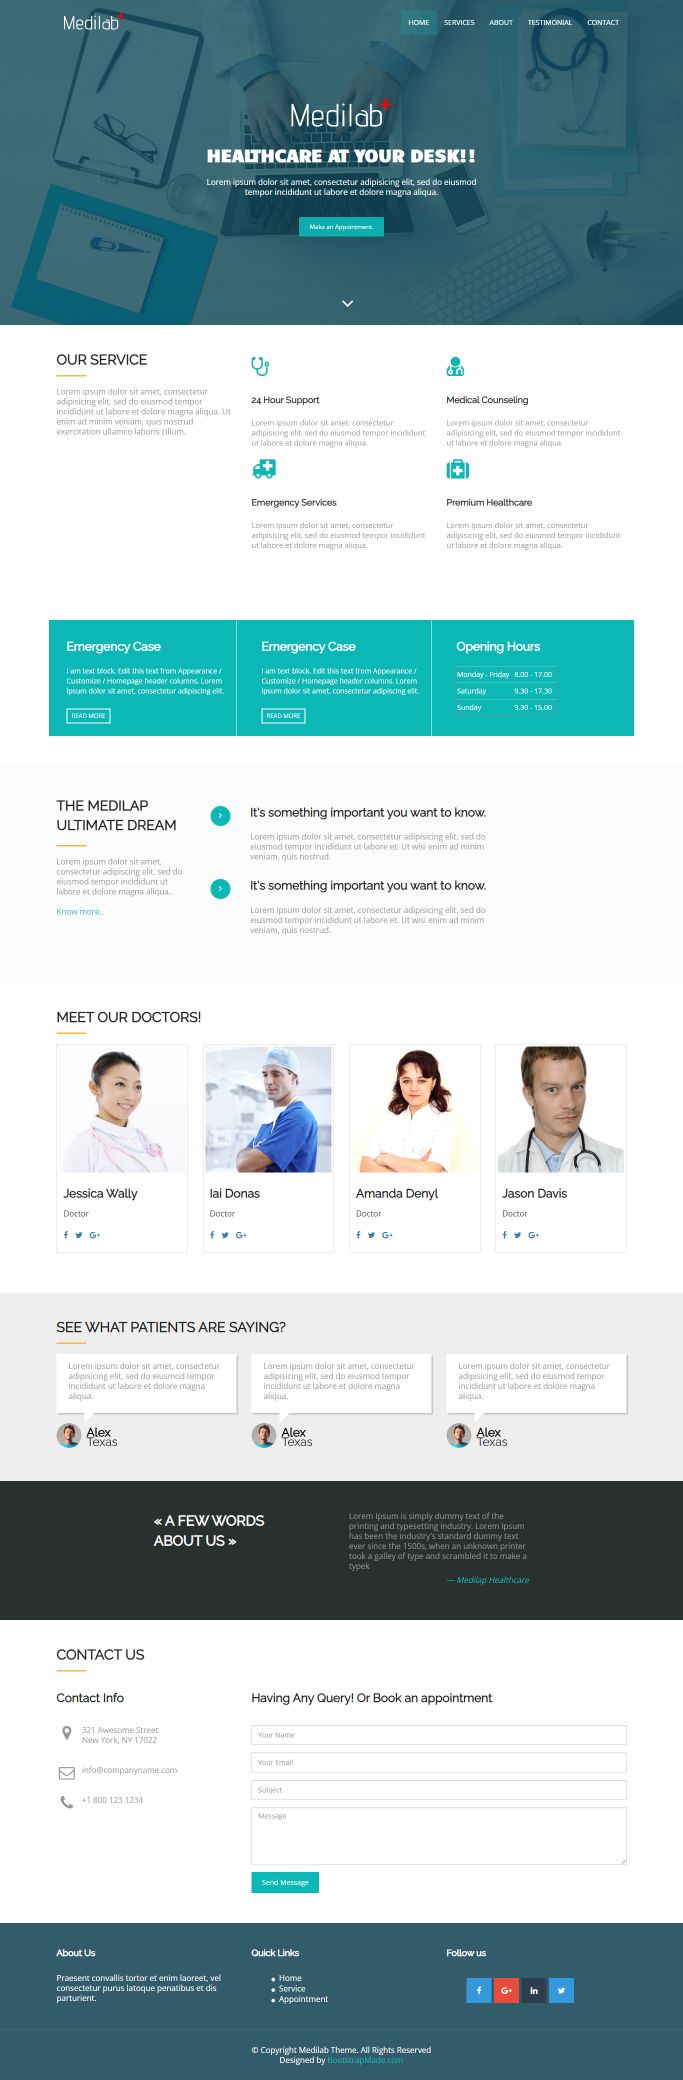 Medilab
HOME SERVICES ABOUT TESTIMONIAL CONTACT
Medilab
HEALTHCARE AT YOUR DESK!!
Lorem ipsum dolor sit amet, consectetur adipisicing elit, sed do eiusmod
tempor incididunt ut labore et dolore magna aliqua.
Make an Appointment.
OUR SERVICE
Lorem ipsum dolor sit amet, consectetur
adipisicing elit, sed do eiusmod tempor
incididunt ut labore et dolore magna aliqua. Ut
enim ad minim veniam, quis nostrud
exercitation ullamco laboris cillum.
24 Hour Support
Lorem ipsum dolor sit amet, consectetur
adipisicing elit, sed do eiusmod tempor incididunt
ut labore et dolore magna aliqua.
Medical Counseling
Lorem ipsum dolor sit amet, consectetur
adipisicing elit, sed do eiusmod tempor incididunt
ut labore et dolore magna aliqua.
Emergency Services
Lorem ipsum dolor sit amet, consectetur
adipisicing elit, sed do eiusmod tempor incididunt
ut labore et dolore magna aliqua.
Premium Healthcare
Lorem ipsum dolor sit amet, consectetur
adipisicing elit, sed do eiusmod tempor incididunt
ut labore et dolore magna aliqua.
Emergency Case
I am text block. Edit this text from Appearance /
Customize / Homepage header columns. Lorem
ipsum dolor sit amet, consectetur adipiscing elit.
READ MORE
Emergency Case
I am text block. Edit this text from Appearance /
Customize / Homepage header columns. Lorem
ipsum dolor sit amet, consectetur adipiscing elit.
READ MORE
Opening Hours
Monday - Friday 8.00 - 17.00
Saturday 9.30 - 17.30
Sunday 9.30 - 15.00
THE MEDILAP
ULTIMATE DREAM
Lorem ipsum dolor sit amet,
consectetur adipisicing elit, sed do
eiusmod tempor incididunt ut
labore et dolore magna aliqua..
Know more..
It's something important you want to know.
Lorem ipsum dolor sit amet, consectetur adipisicing elit, sed do
eiusmod tempor incididunt ut labore et dolore. Ut wisi enim ad minim
veniam, quis nostrud.
It's something important you want to know.
Lorem ipsum dolor sit amet, consectetur adipisicing elit, sed do
eiusmod tempor incididunt ut labore et dolore. Ut wisi enim ad minim
veniam, quis nostrud.
MEET OUR DOCTORS!
Jessica Wally
Doctor
Iai Donas
Doctor
Amanda Denyl
Doctor
Jason Davis
Doctor
SEE WHAT PATIENTS ARE SAYING?
Lorem ipsum dolor sit amet, consectetur
adipisicing elit, sed do eiusmod tempor
incididunt ut labore et dolore magna
aliqua.
Alex
Texas
Lorem ipsum dolor sit amet, consectetur
adipisicing elit, sed do eiusmod tempor
incididunt ut labore et dolore magna
aliqua.
Alex
Texas
Lorem ipsum dolor sit amet, consectetur
adipisicing elit, sed do eiusmod tempor
incididunt ut labore et dolore magna
aliqua.
Alex
Texas
« A FEW WORDS
ABOUT US »
Lorem Ipsum is simply dummy text of the
printing and typesetting industry. Lorem Ipsum
has been the industry's standard dummy text
ever since the 1500s, when an unknown printer
took a galley of type and scrambled it to make a
typek
— Medilap Healthcare
CONTACT US
Contact Info
321 Awesome Street
New York, NY 17022
info@companyname.com
+1 800 123 1234
Having Any Query! Or Book an appointment
Your Name
Your Email
Subject
Message
Send Message
About Us
Praesent convallis tortor et enim laoreet, vel
consectetur purus latoque penatibus et dis
parturient.
Quick Links
Home
Service
Appointment
Follow us
© Copyright Medilab Theme. All Rights Reserved
Designed by BootstrapMade.com